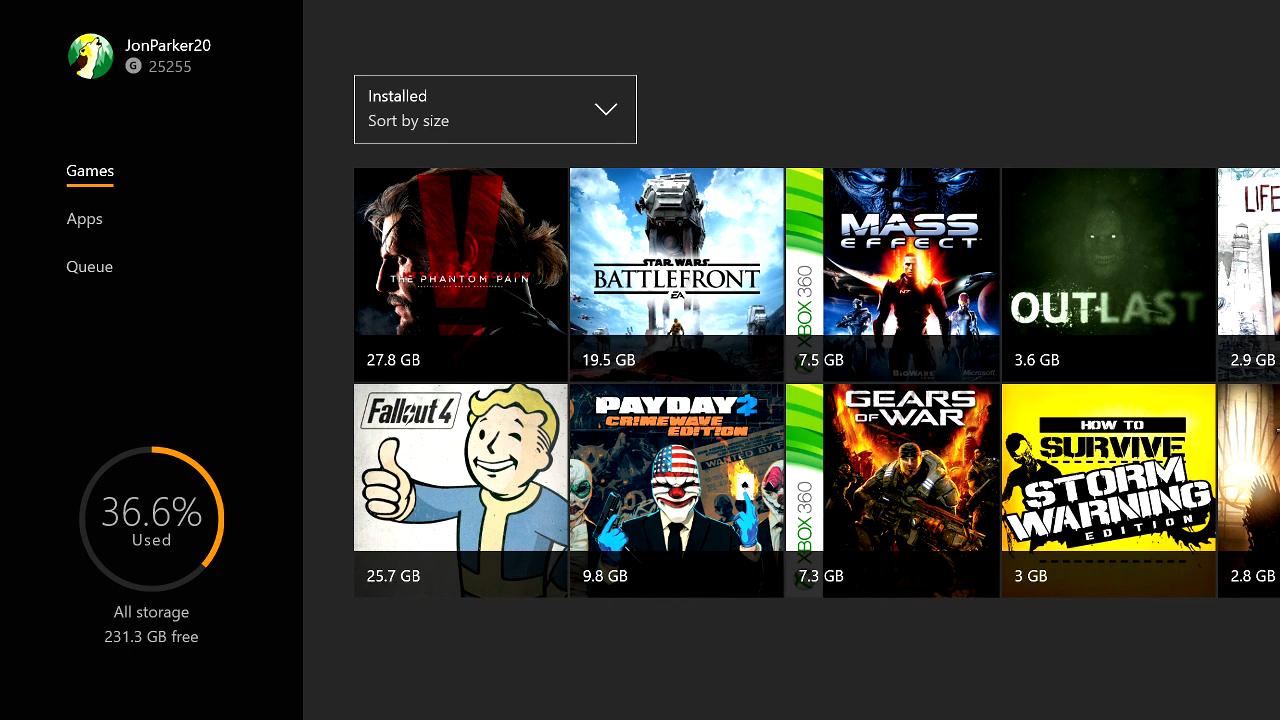 JonParker20
G 25255
Games
Apps
Queue
36.6%
Used
All storage
231.3 GB free
Installed
Sort by size
V
THE PHANTOM PAIN
27.8 GB
STAR WARS
BATTLEFRONT
EA
19.5 GB
XBOX 360
MASS
EFFECT
N7
BIOWARE
Microsoft
7.5 GB
OUTLAST
3.6 GB
LIFE
2.9 GB
Fallout 4
25.7 GB
PAYDAY 2
CRIMEWAVE
EDITION
WANTED BY F
9.8 GB
XBOX 360
GEARS
OF WAR
7.3 GB
HOW TO
SURVIVE
STORM
WARNING
EDITION
3 GB
2.8 GB